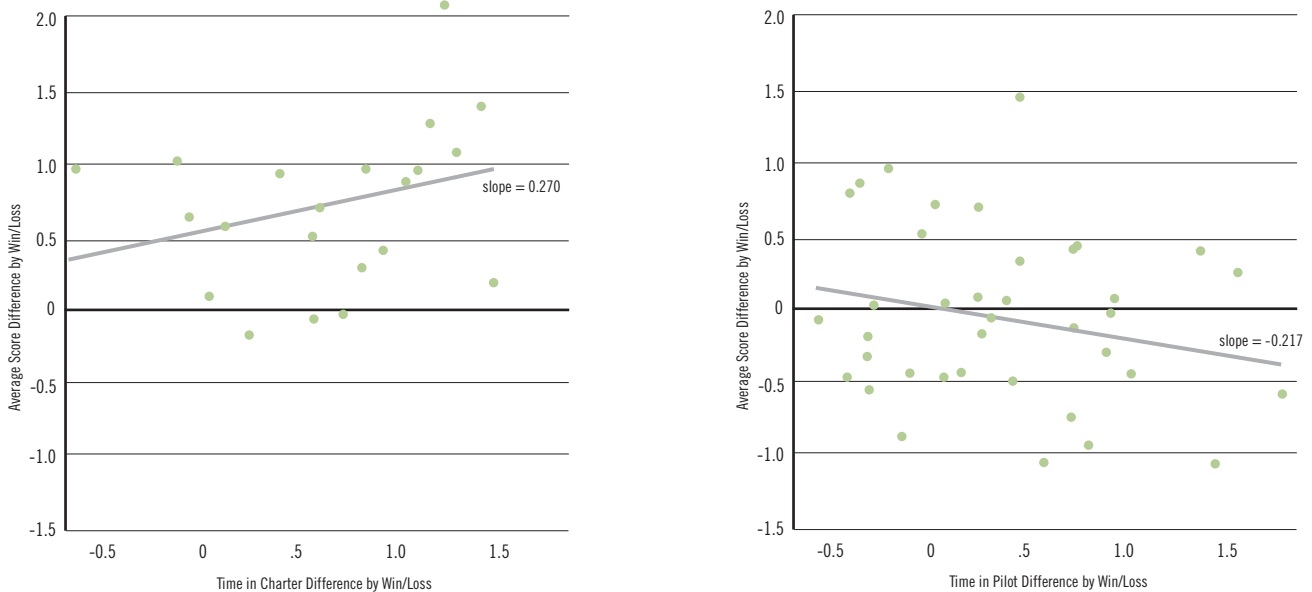 2.0
1.5
1.0
0.5
0
-0.5
-1.0
-1.5
Average Score Difference by Win/Loss
slope = 0.270
-0.5 0 .5 1.0 1.5
Time in Charter Difference by Win/Loss
2.0
1.5
1.0
0.5
0
-0.5
-1.0
-1.5
Average Score Difference by Win/Loss
slope = -0.217
-0.5 0 .5 1.0 1.5
Time in Pilot Difference by Win/Loss